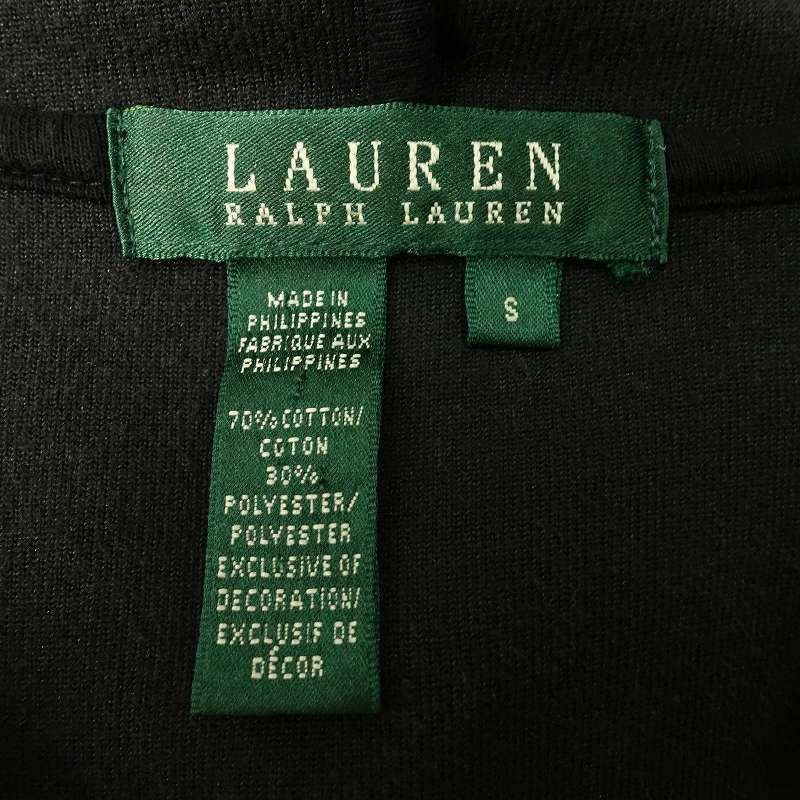 LAUREN
RALPH LAUREN
MADE IN
PHILIPPINES
FABRIQUE AUX
PHILIPPINES
S
70% COTTON/
COTON
30%
POLYESTER/
POLYESTER
EXCLUSIVE OF
DECORATION/
EXCLUSIF DE
DÉCOR